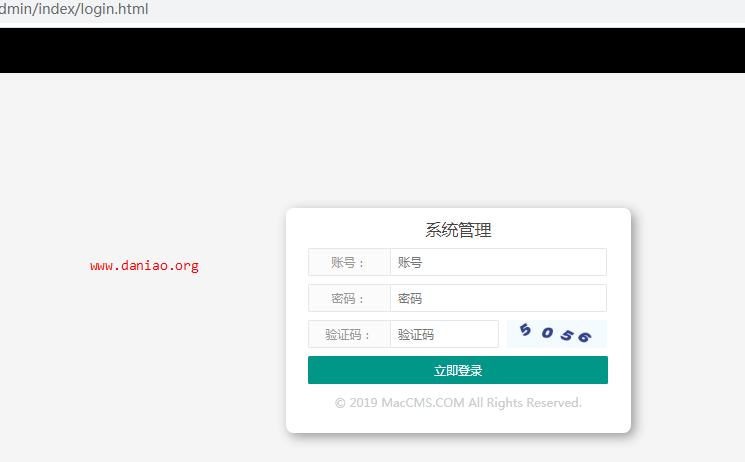 dmin/index/login.html
系统管理
www.daniao.org
账号： 账号
密码： 密码
验证码： 验证码 5056
立即登录
© 2019 MacCMS.COM All Rights Reserved.